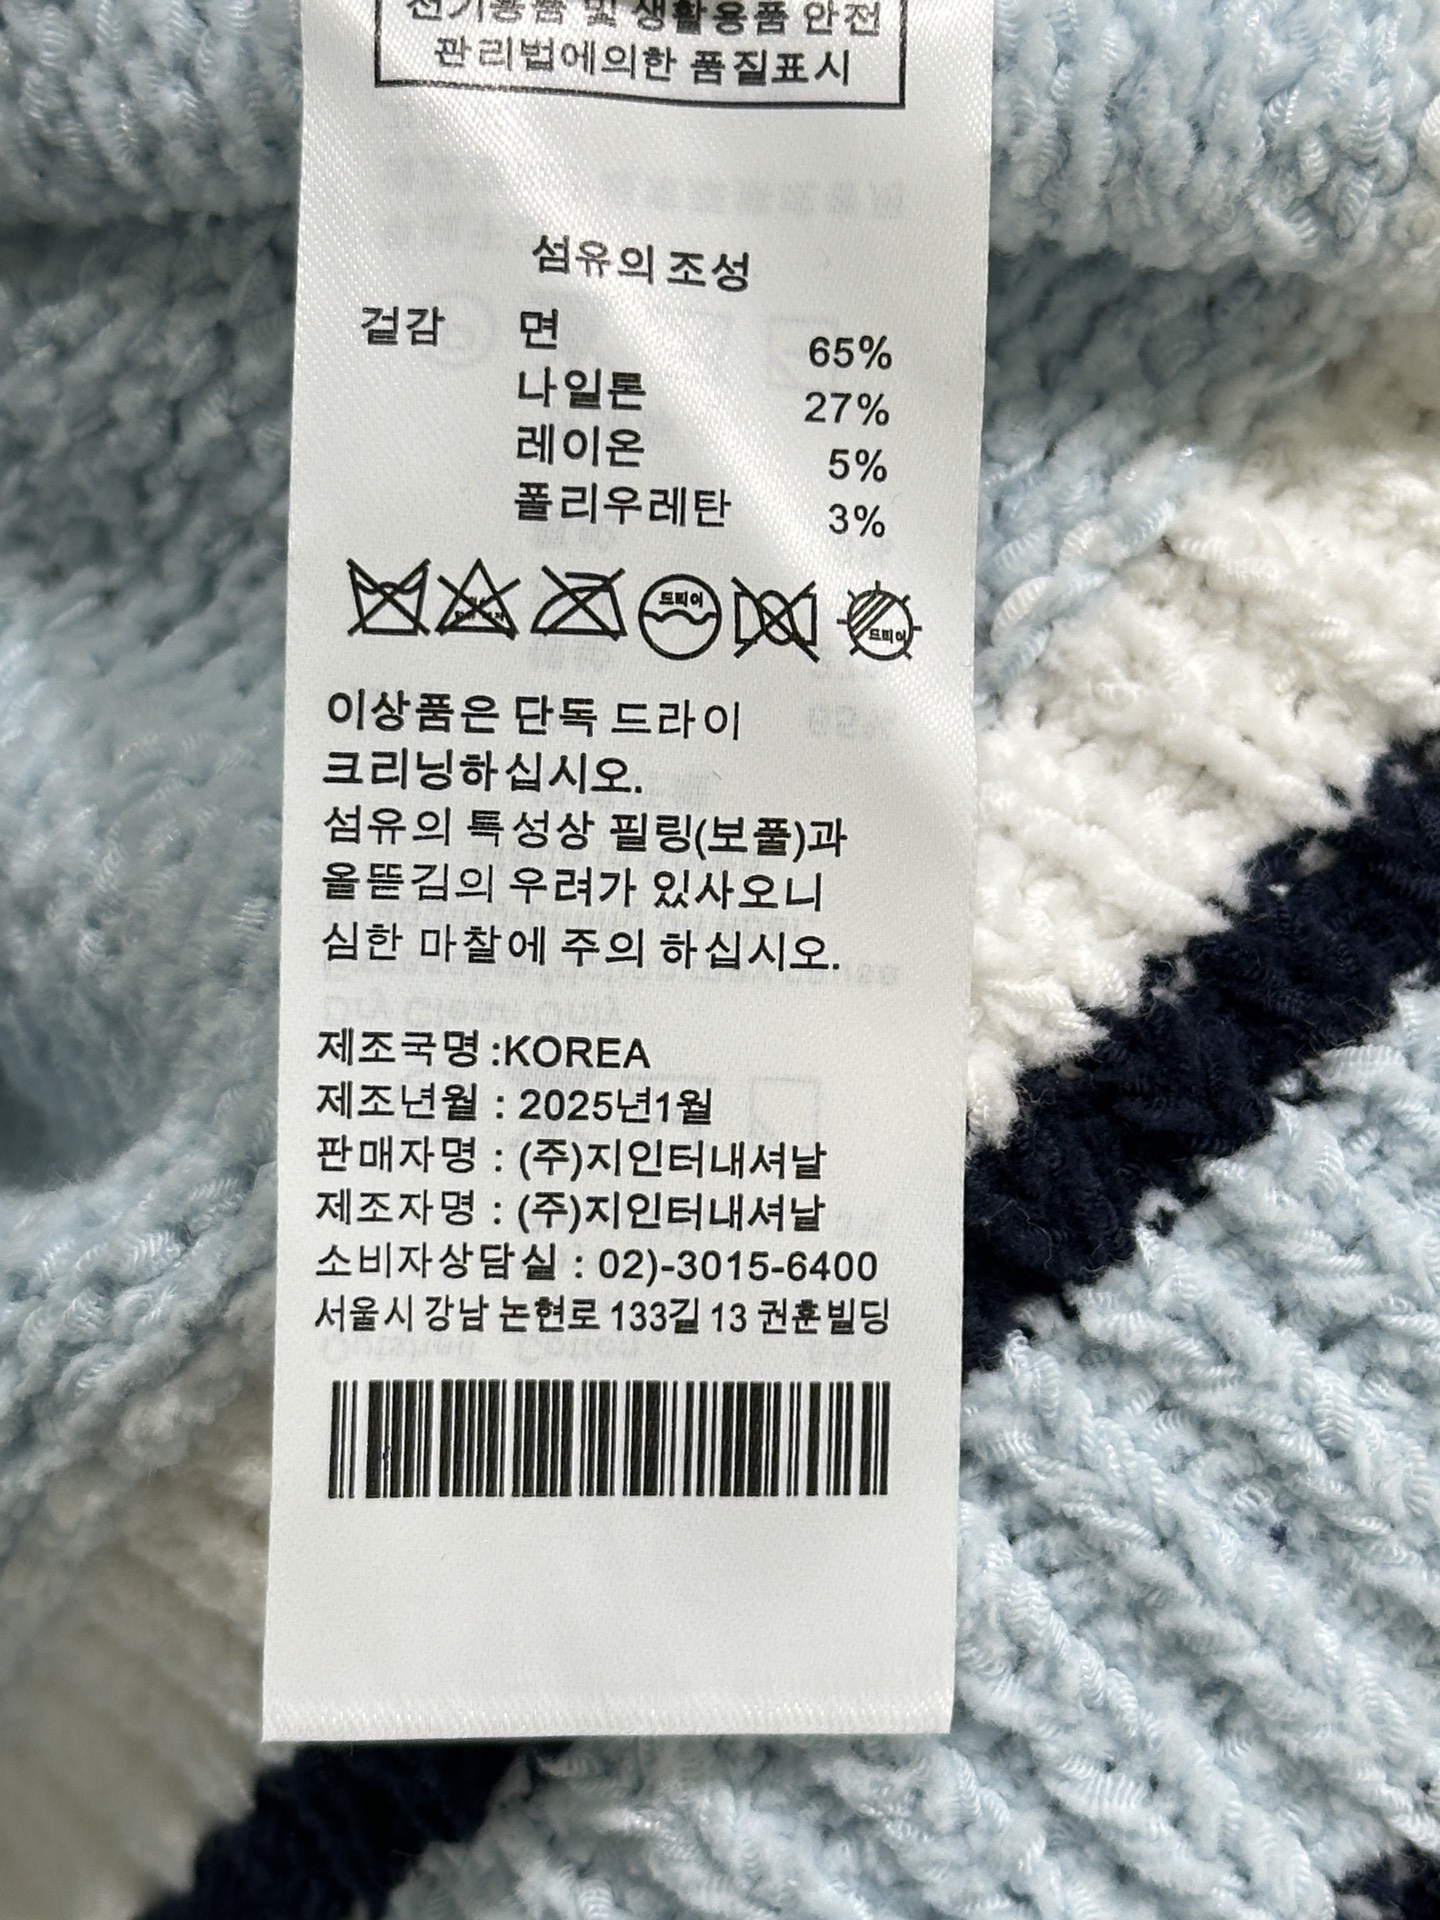 전기용품 및 생활용품 안전
관리법에의한 품질표시
섬유의 조성
겉감 면 65%
나일론 27%
레이온 5%
폴리우레탄 3%
드띄어 드띄어
이상품은 단독 드라이
크리닝하십시오.
섬유의 특성상 필링(보풀)과
올뜯김의 우려가 있사오니
심한 마찰에 주의 하십시오.
제조국명 :KOREA
제조년월 : 2025년1월
판매자명 : (주)지인터내셔날
제조자명 : (주)지인터내셔날
소비자상담실 : 02)-3015-6400
서울시 강남 논현로 133길 13 권훈빌딩